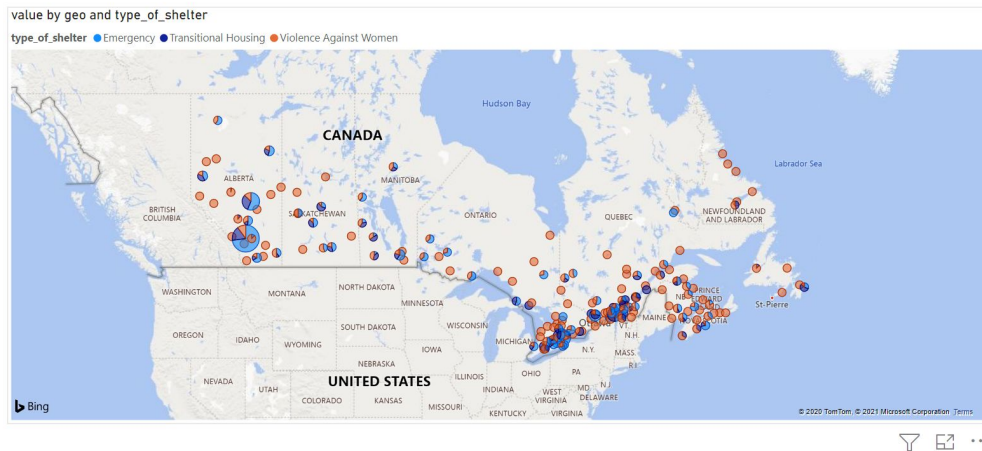 value by geo and type_of_shelter
type_of_shelter Emergency Transitional Housing Violence Against Women
Hudson Bay
CANADA
Labrador Sea
ALBERTA
MANITOBA
BRITISH
COLUMBIA
SASKATCHEWAN
ONTARIO
QUEBEC
NEWFOUNDLAND
AND LABRADOR
WASHINGTON
MONTANA
NORTH DAKOTA
MINNESOTA
St-Pierre
MAINE
OREGON
IDAHO
WYOMING
SOUTH DAKOTA
WISCONSIN
MICHIGAN
VT.
N.H.
N.Y.
MASS.
R.I.
IOWA
NEBRASKA
NEVADA
UTAH
UNITED STATES
COLORADO
KANSAS
MISSOURI
ILLINOIS
INDIANA
OHIO
PA
N J
MD
DELAWARE
WEST
VIRGINIA
KENTUCKY
VIRGINIA
Bing
© 2020 TomTom, © 2021 Microsoft Corporation Terms